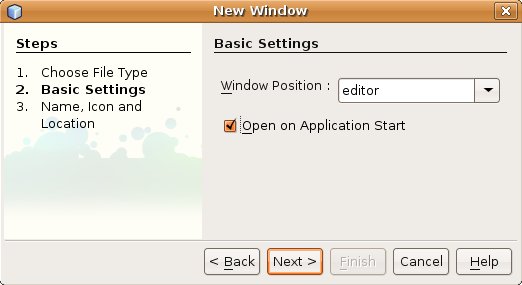 New Window
Steps
1. Choose File Type
2. Basic Settings
3. Name, Icon and
Location
Basic Settings
Window Position :
editor
Open on Application Start
< Back
Next >
Finish
Cancel
Help